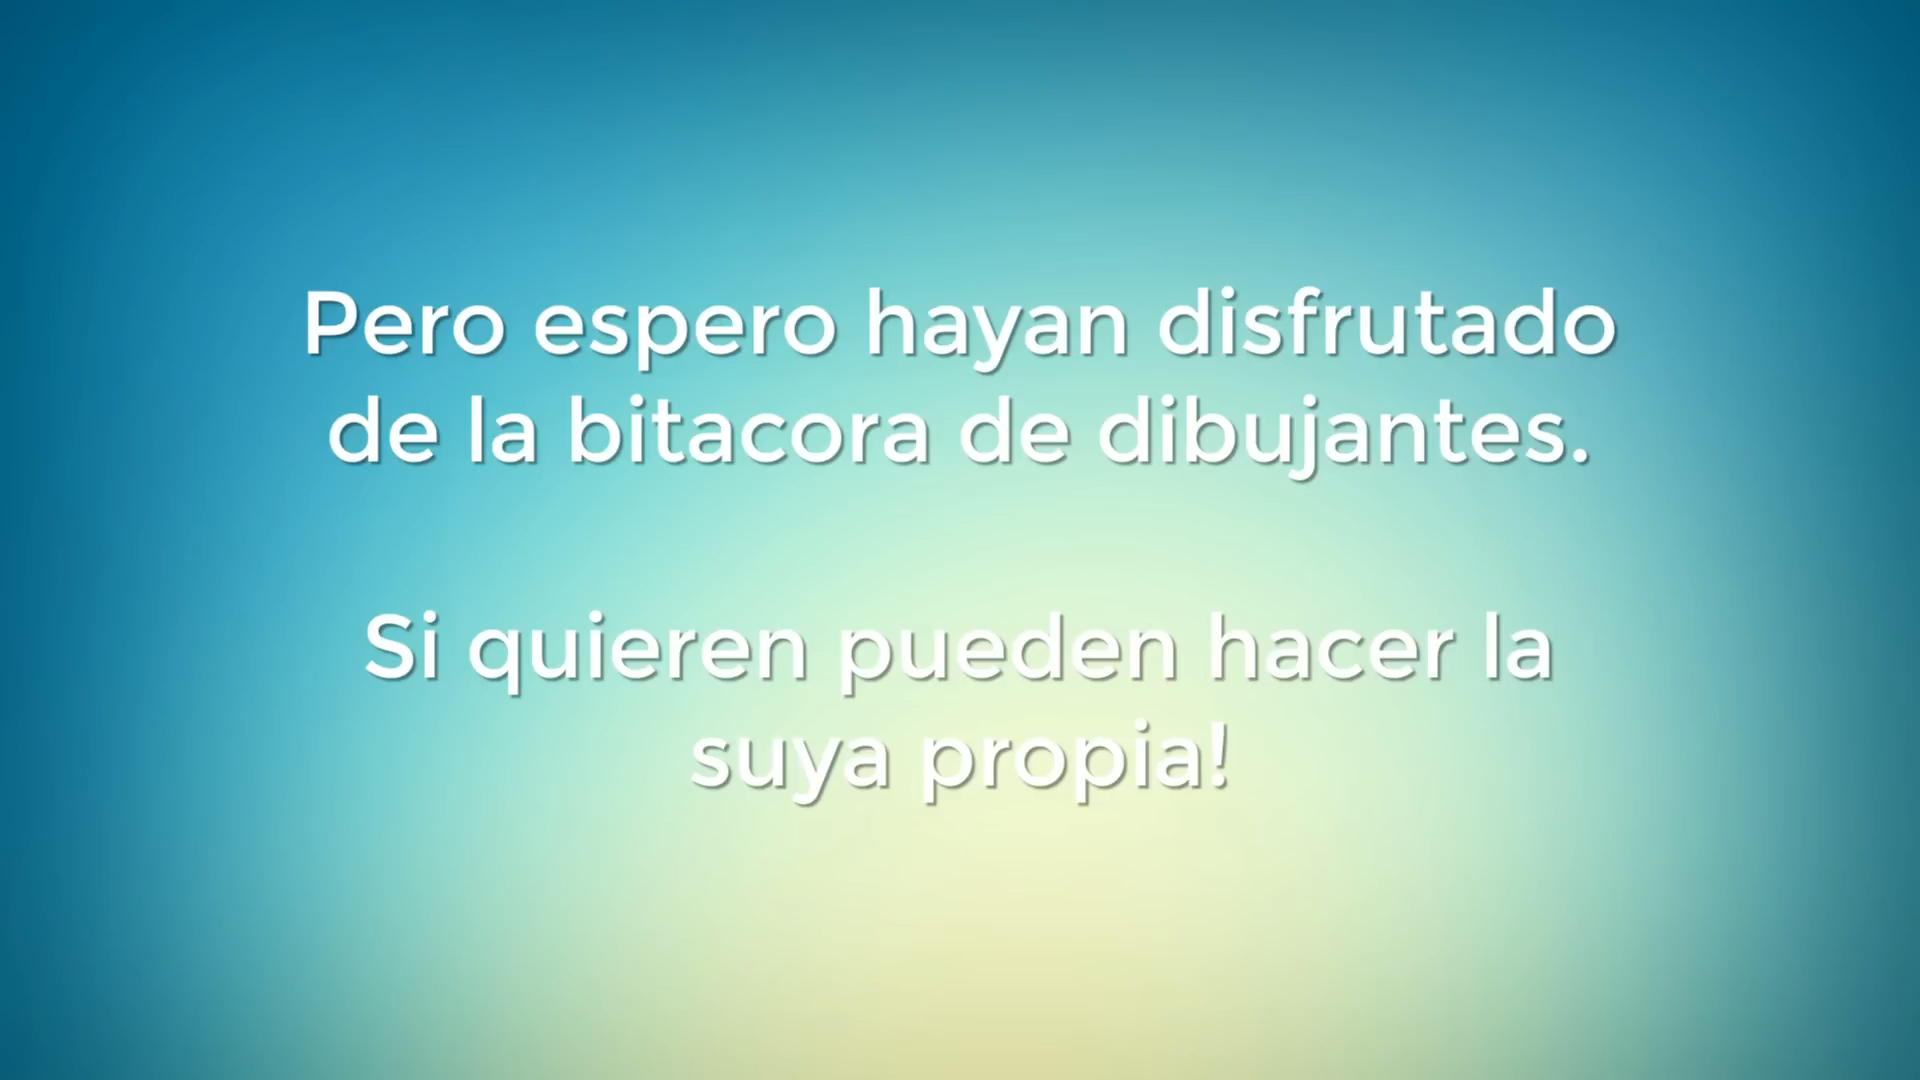 Pero espero hayan disfrutado
de la bitacora de dibujantes.
Si quieren pueden hacer la
suya propia!